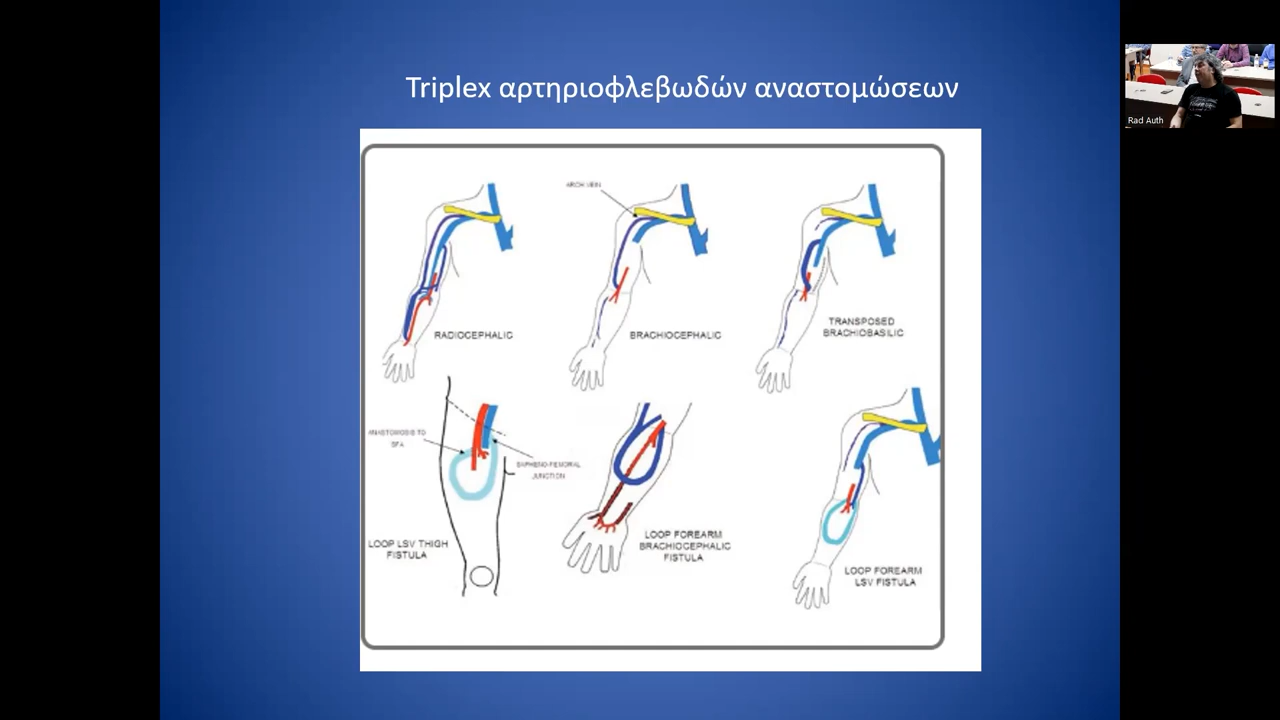 Triplex αρτηριοφλεβωδών αναστομώσεων
Rad Auth
ARCH VEIN
RADIOCEPHALIC
BRACHIOCEPHALIC
TRANSPOSED
BRACHIOBASILIC
ANASTOMOSIS TO
SFA
SAPHENO-FEMORAL
JUNCTION
LOOP LSV THIGH
FISTULA
LOOP FOREARM
BRACHIOCEPHALIC
FISTULA
LOOP FOREARM
LSV FISTULA